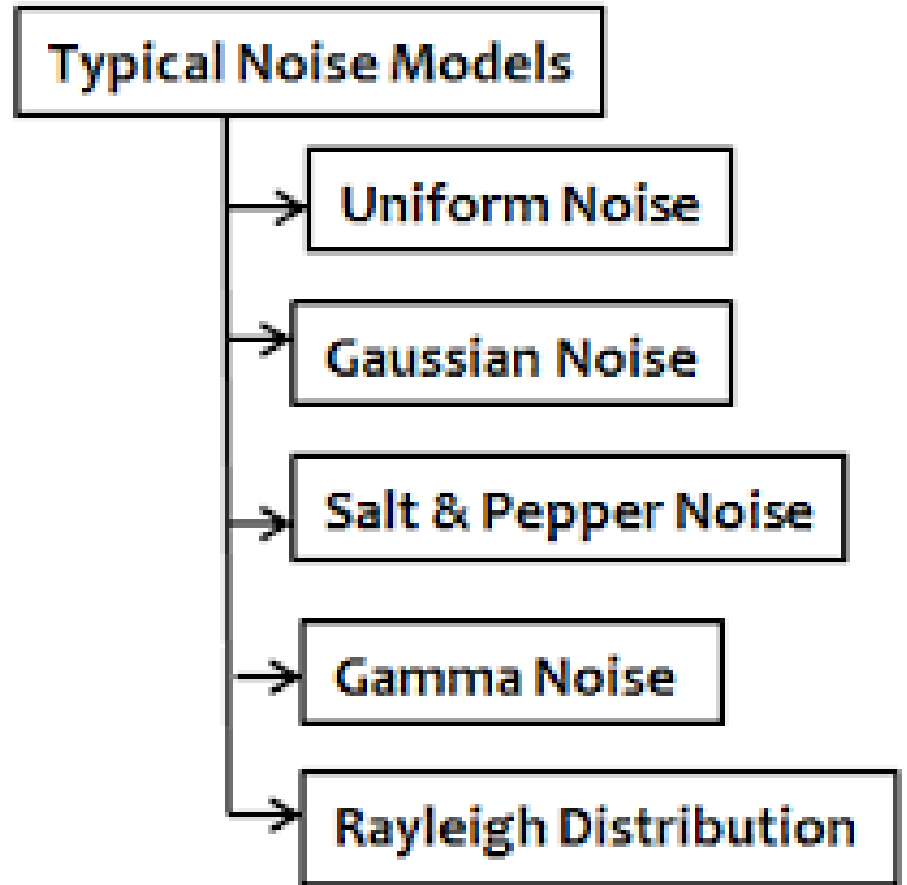 Typical Noise Models
Uniform Noise
Gaussian Noise
Salt & Pepper Noise
Gamma Noise
Rayleigh Distribution